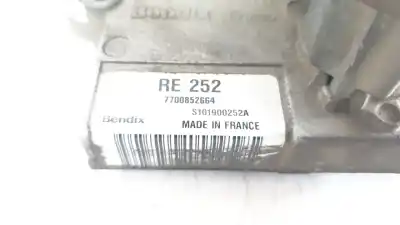 RE 252
7700852664
S101900252A
Bendix
MADE IN FRANCE